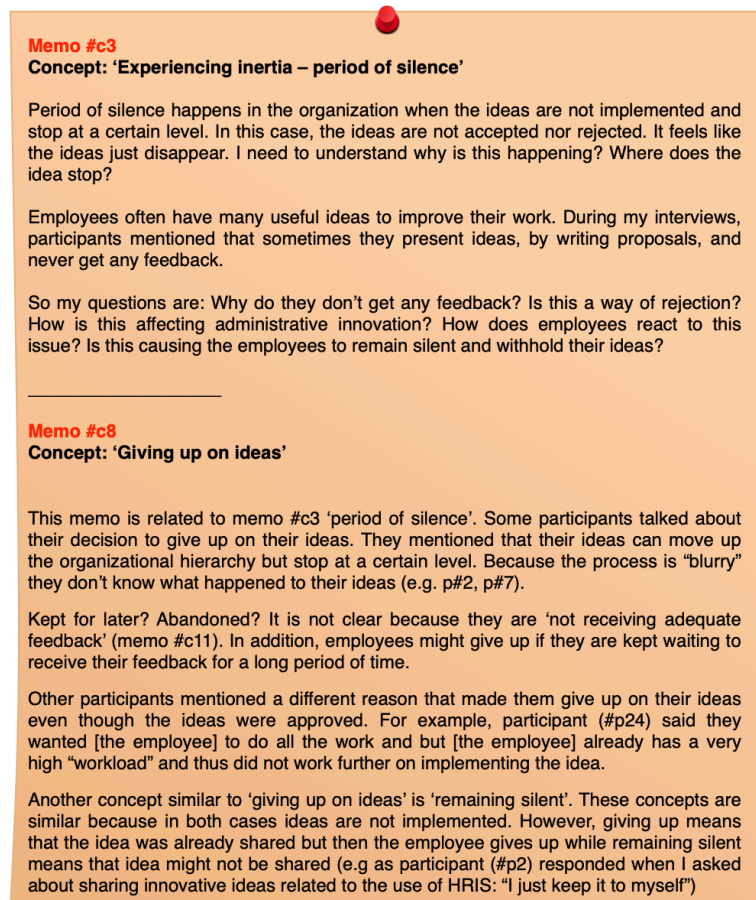 Memo #c3
Concept: ‘Experiencing inertia – period of silence’
Period of silence happens in the organization when the ideas are not implemented and
stop at a certain level. In this case, the ideas are not accepted nor rejected. It feels like
the ideas just disappear. I need to understand why is this happening? Where does the
idea stop?
Employees often have many useful ideas to improve their work. During my interviews,
participants mentioned that sometimes they present ideas, by writing proposals, and
never get any feedback.
So my questions are: Why do they don’t get any feedback? Is this a way of rejection?
How is this affecting administrative innovation? How does employees react to this
issue? Is this causing the employees to remain silent and withhold their ideas?
Memo #c8
Concept: ‘Giving up on ideas’
This memo is related to memo #c3 ‘period of silence’. Some participants talked about
their decision to give up on their ideas. They mentioned that their ideas can move up
the organizational hierarchy but stop at a certain level. Because the process is “blurry”
they don’t know what happened to their ideas (e.g. p#2, p#7).
Kept for later? Abandoned? It is not clear because they are ‘not receiving adequate
feedback’ (memo #c11). In addition, employees might give up if they are kept waiting to
receive their feedback for a long period of time.
Other participants mentioned a different reason that made them give up on their ideas
even though the ideas were approved. For example, participant (#p24) said they
wanted [the employee] to do all the work and but [the employee] already has a very
high “workload” and thus did not work further on implementing the idea.
Another concept similar to ‘giving up on ideas’ is ‘remaining silent’. These concepts are
similar because in both cases ideas are not implemented. However, giving up means
that the idea was already shared but then the employee gives up while remaining silent
means that idea might not be shared (e.g as participant (#p2) responded when I asked
about sharing innovative ideas related to the use of HRIS: “I just keep it to myself”)